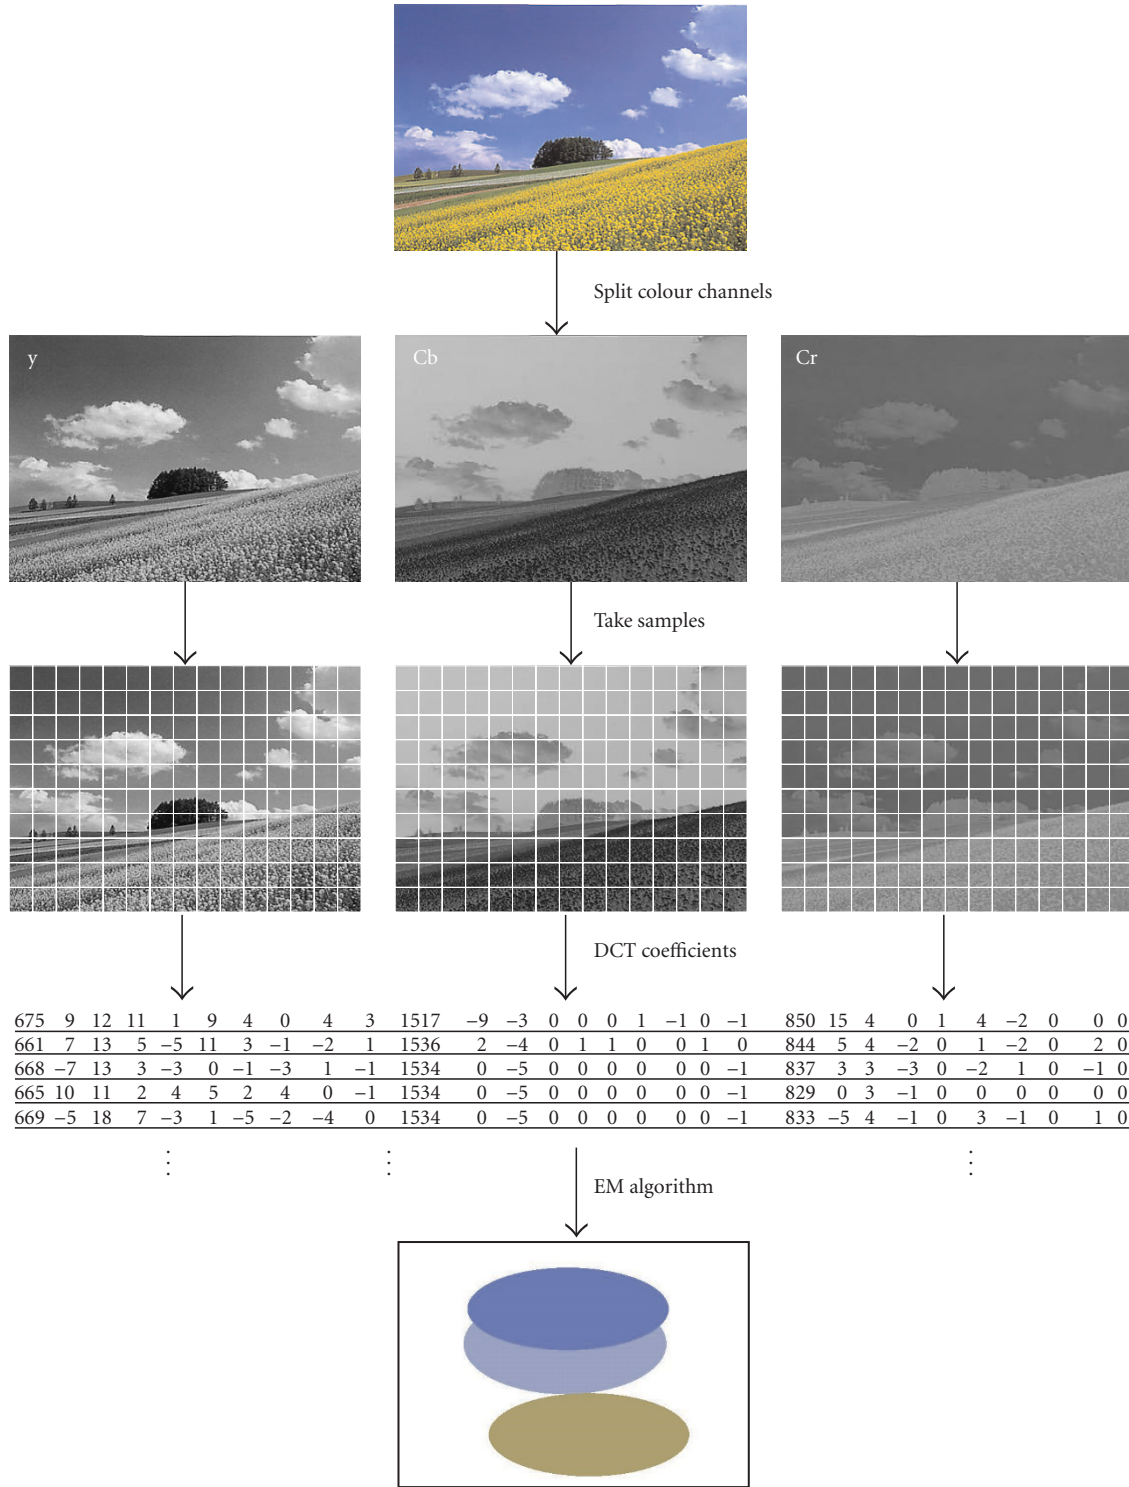 Split colour channels
y
Cb
Cr
Take samples
DCT coefficients
675 9 12 11 1 9 4 0 4 3 1517 −9 −3 0 0 0 1 −1 0 −1 850 15 4 0 1 4 −2 0 0 0
661 7 13 5 −5 11 3 −1 −2 1 1536 2 −4 0 1 1 0 0 1 0 844 5 4 −2 0 1 −2 0 2 0
668 −7 13 3 −3 0 −1 −3 1 −1 1534 0 −5 0 0 0 0 0 0 −1 837 3 3 −3 0 −2 1 0 −1 0
665 10 11 2 4 5 2 4 0 −1 1534 0 −5 0 0 0 0 0 0 −1 829 0 3 −1 0 0 0 0 0 0
669 −5 18 7 −3 1 −5 −2 −4 0 1534 0 −5 0 0 0 0 0 0 −1 833 −5 4 −1 0 3 −1 0 1 0
⋮ ⋮ ⋮
EM algorithm